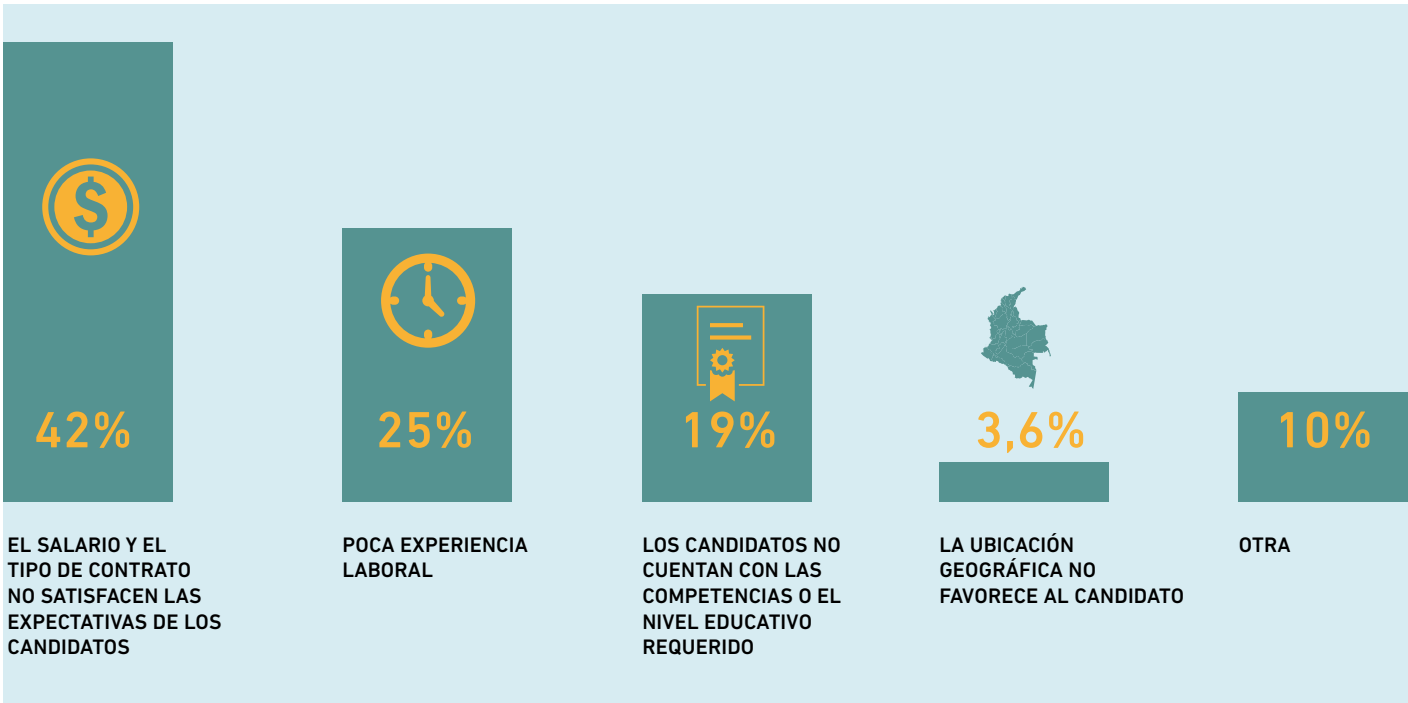 $
42%
EL SALARIO Y EL
TIPO DE CONTRATO
NO SATISFACEN LAS
EXPECTATIVAS DE LOS
CANDIDATOS
25%
POCA EXPERIENCIA
LABORAL
19%
LOS CANDIDATOS NO
CUENTAN CON LAS
COMPETENCIAS O EL
NIVEL EDUCATIVO
REQUERIDO
3,6%
LA UBICACIÓN
GEOGRÁFICA NO
FAVORECE AL CANDIDATO
10%
OTRA